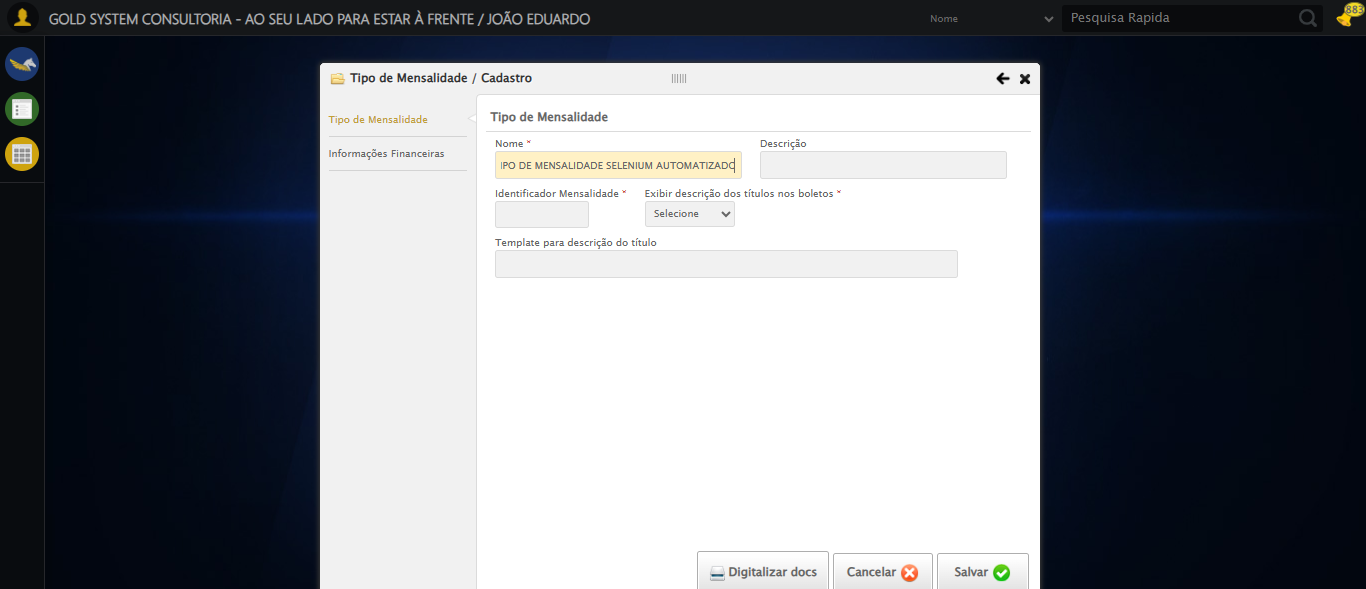 GOLD SYSTEM CONSULTORIA - AO SEU LADO PARA ESTAR À FRENTE / JOÃO EDUARDO
Nome
Pesquisa Rapida
883
Tipo de Mensalidade / Cadastro
Tipo de Mensalidade
Informações Financeiras
Tipo de Mensalidade
Nome *
Descrição
IPO DE MENSALIDADE SELENIUM AUTOMATIZADO
Identificador Mensalidade *
Exibir descrição dos títulos nos boletos *
Selecione
Template para descrição do título
Digitalizar docs
Cancelar
Salvar